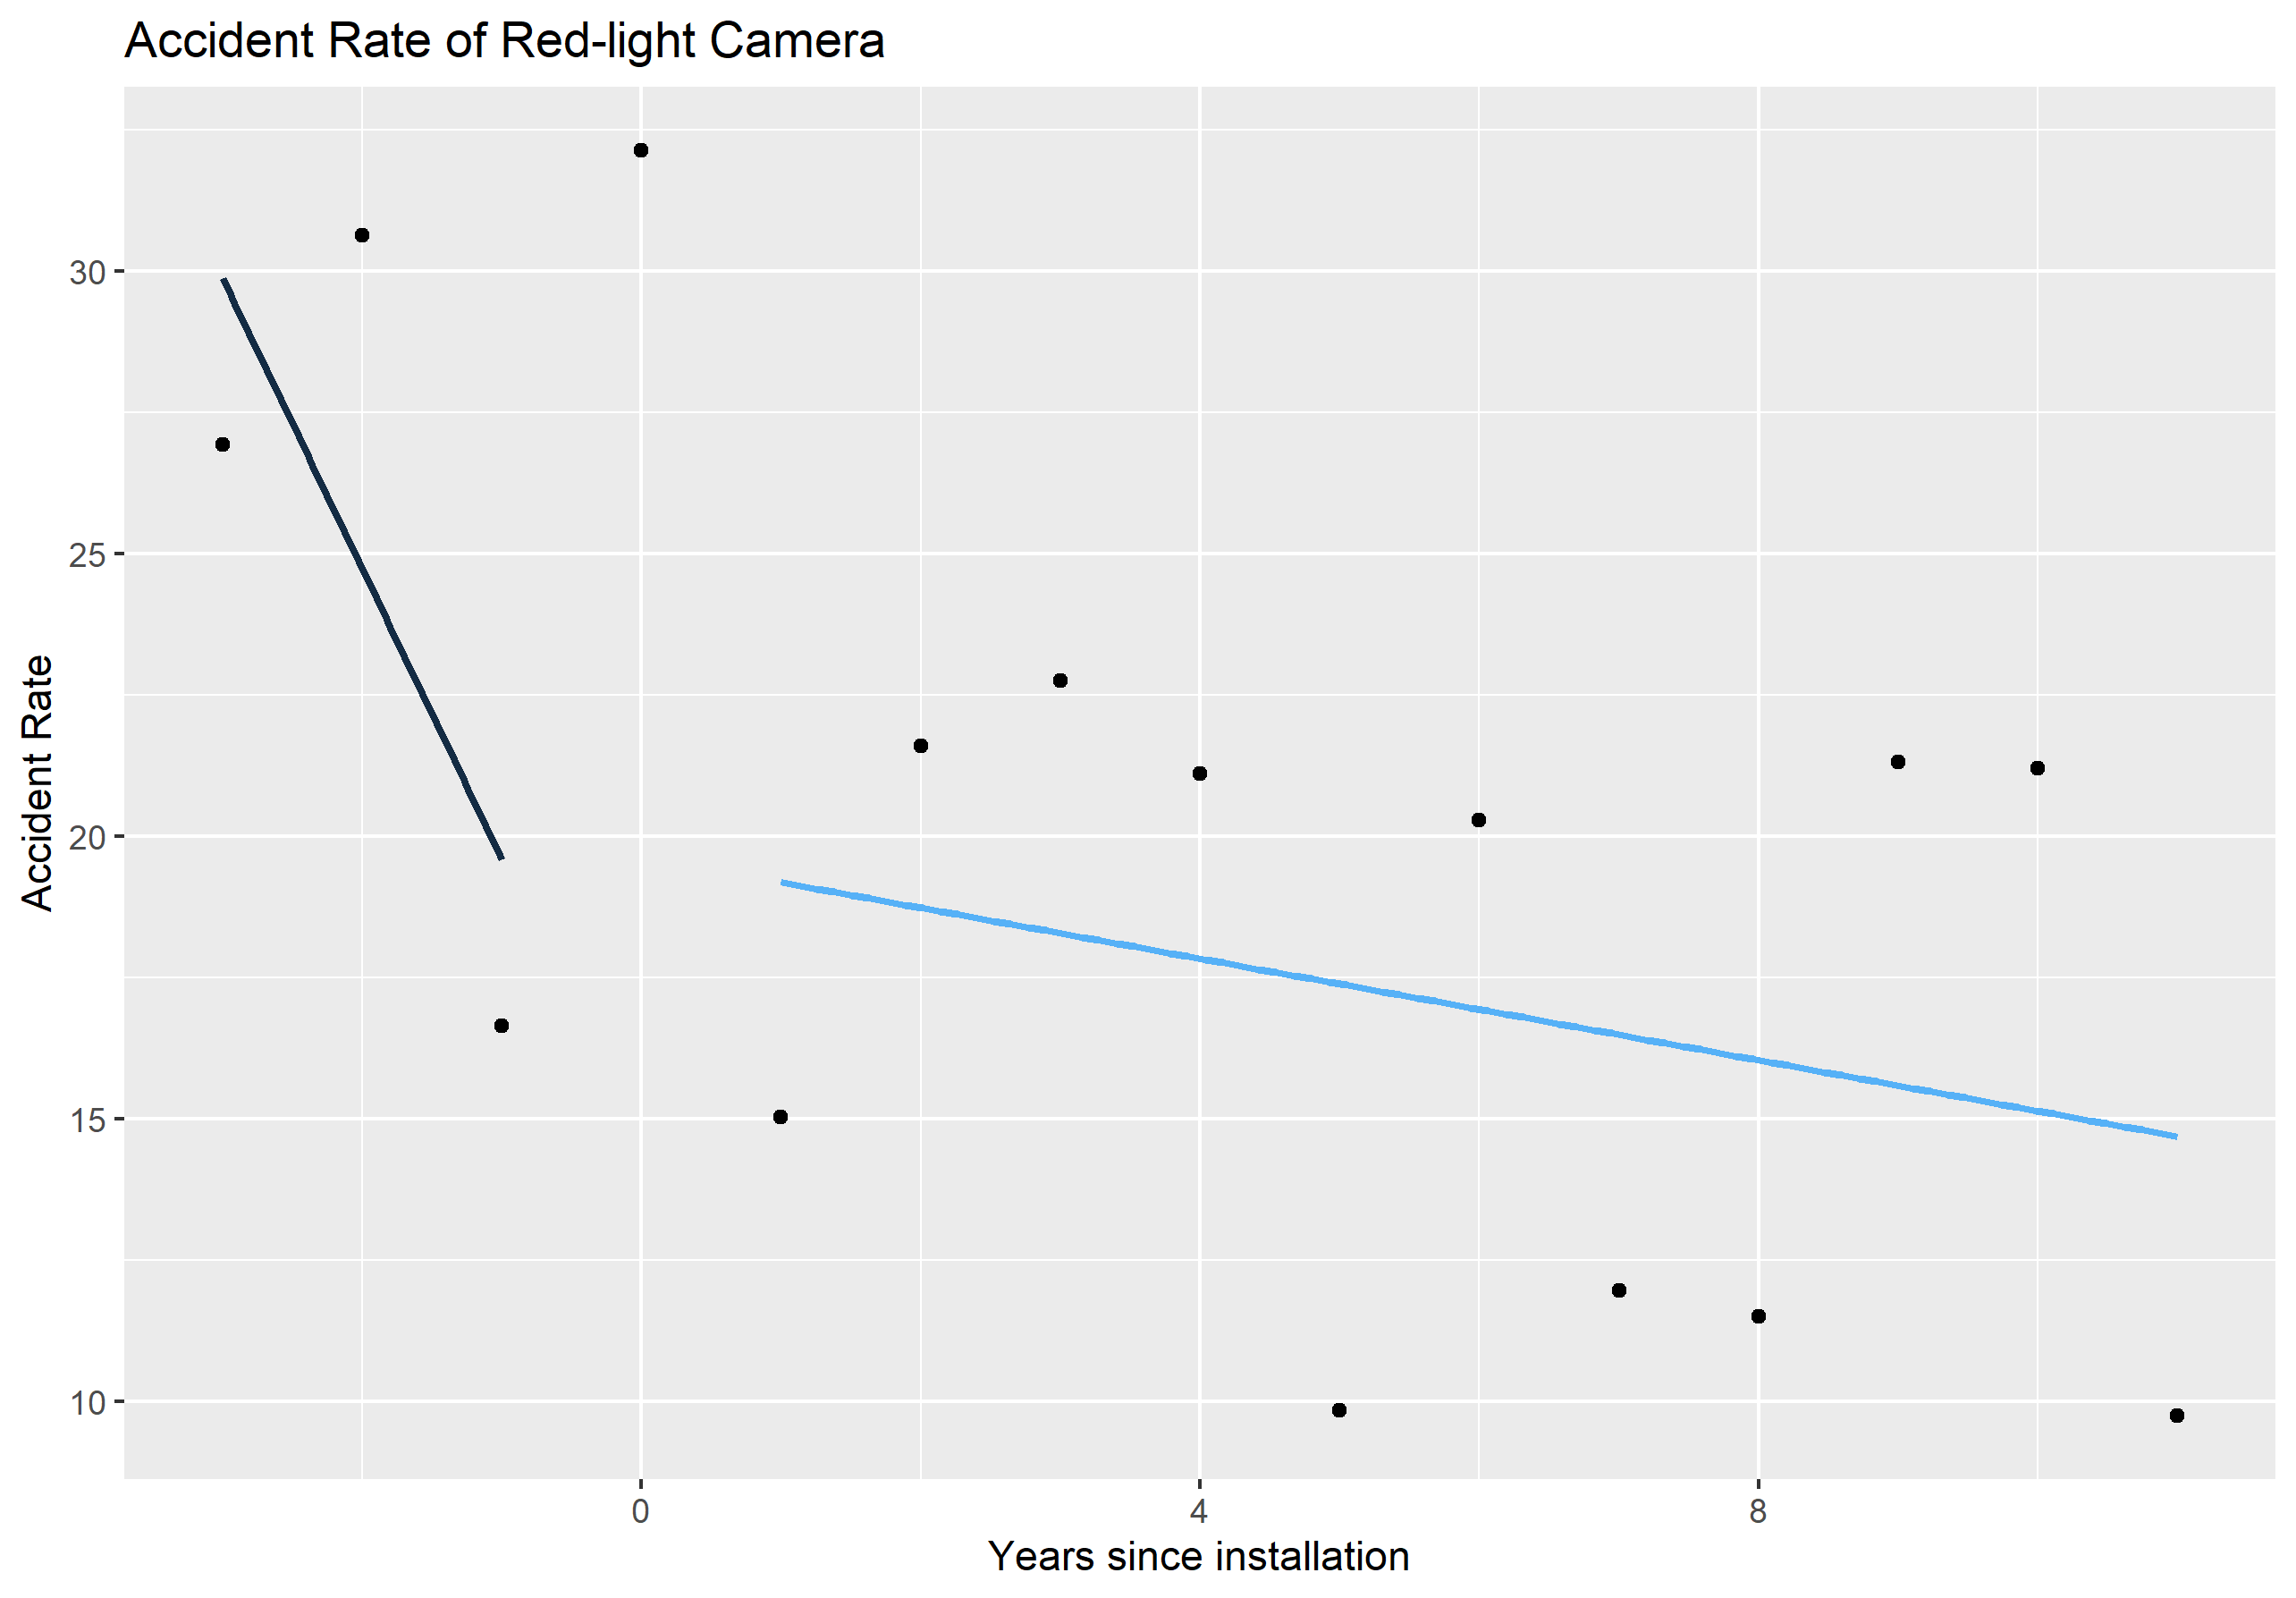 Accident Rate of Red-light Camera
30
25
20
15
10
Accident Rate
0 4 8
Years since installation